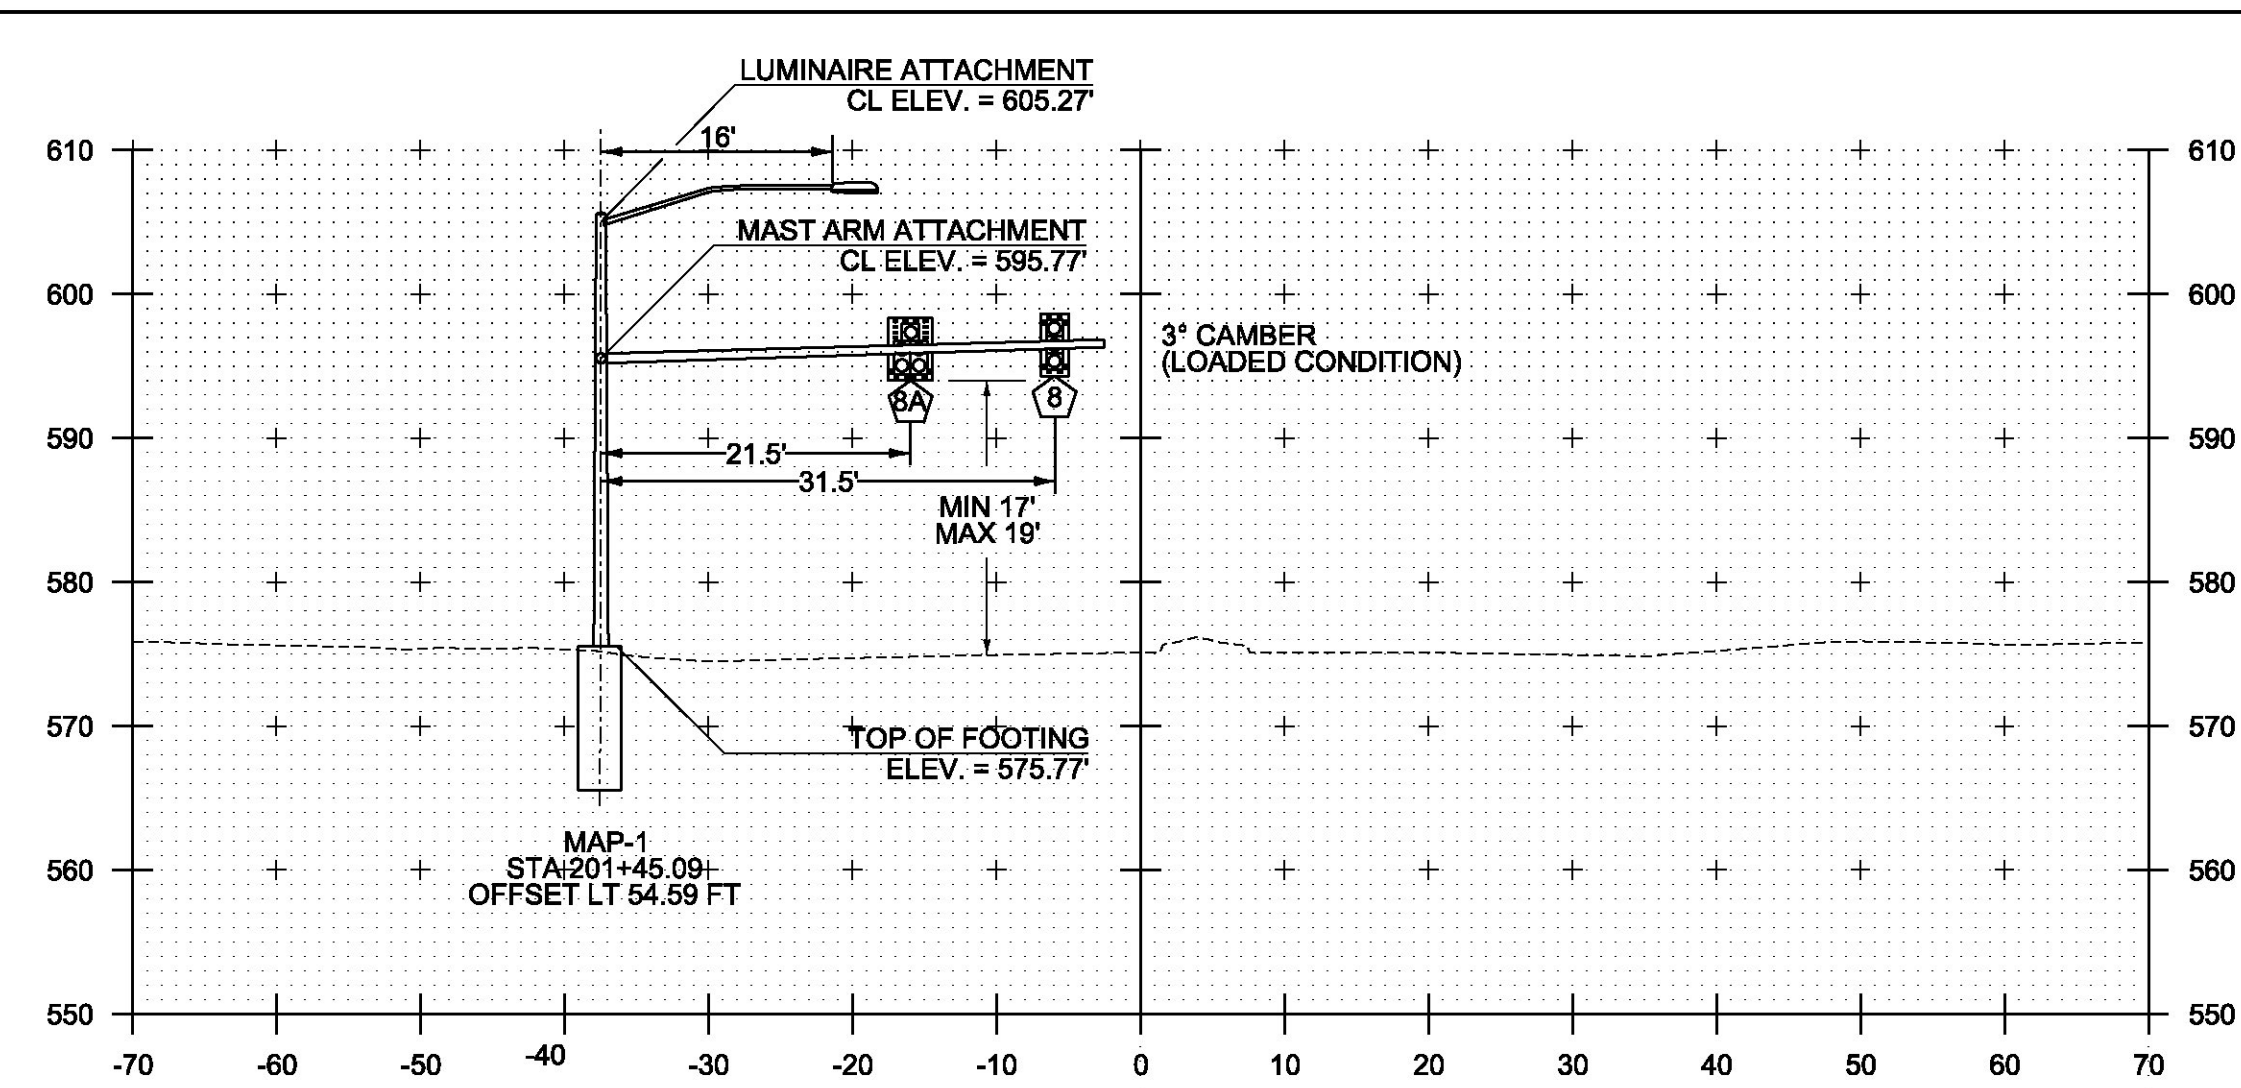 LUMINAIRE ATTACHMENT
CL ELEV. = 605.27'
16'
610
610
MAST ARM ATTACHMENT
CL ELEV. = 595.77'
600
600
3° CAMBER
(LOADED CONDITION)
8A
8
590
590
21.5'
31.5'
MIN 17'
MAX 19'
580
580
570
570
TOP OF FOOTING
ELEV. = 575.77'
MAP-1
STA 201+45.09
OFFSET LT 54.59 FT
560
560
550
550
-70 -60 -50 -40 -30 -20 -10 0 10 20 30 40 50 60 70